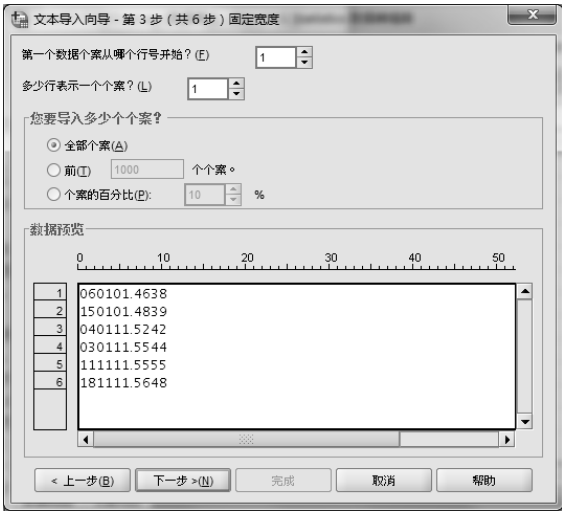 文本导入向导 - 第 3 步 ( 共 6 步 ) 固定宽度
第一个数据个案从哪个行号开始? (F) 1
多少行表示一个个案? (L) 1
您要导入多少个个案?
全部个案(A)
前(T) 1000 个个案。
个案的百分比(P): 10 %
数据预览
0 10 20 30 40 50
1 060101.4638
2 150101.4839
3 040111.5242
4 030111.5544
5 111111.5555
6 181111.5648
< 上一步(B) 下一步 >(N) 完成 取消 帮助